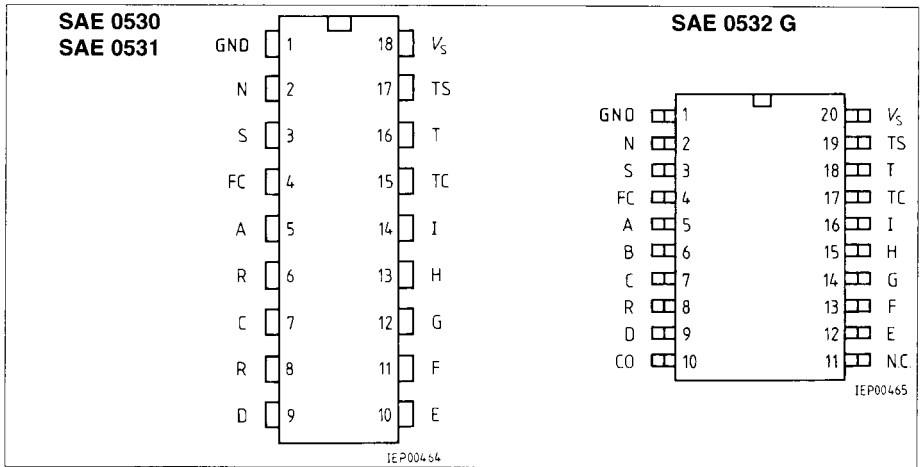 SAE 0530
SAE 0531
GND 1 18 VS
N 2 17 TS
S 3 16 T
FC 4 15 TC
A 5 14 I
R 6 13 H
C 7 12 G
R 8 11 F
D 9 10 E
IEP00464
SAE 0532 G
GND 1 20 VS
N 2 19 TS
S 3 18 T
FC 4 17 TC
A 5 16 I
B 6 15 H
C 7 14 G
R 8 13 F
D 9 12 E
CO 10 11 N.C.
IEP00465